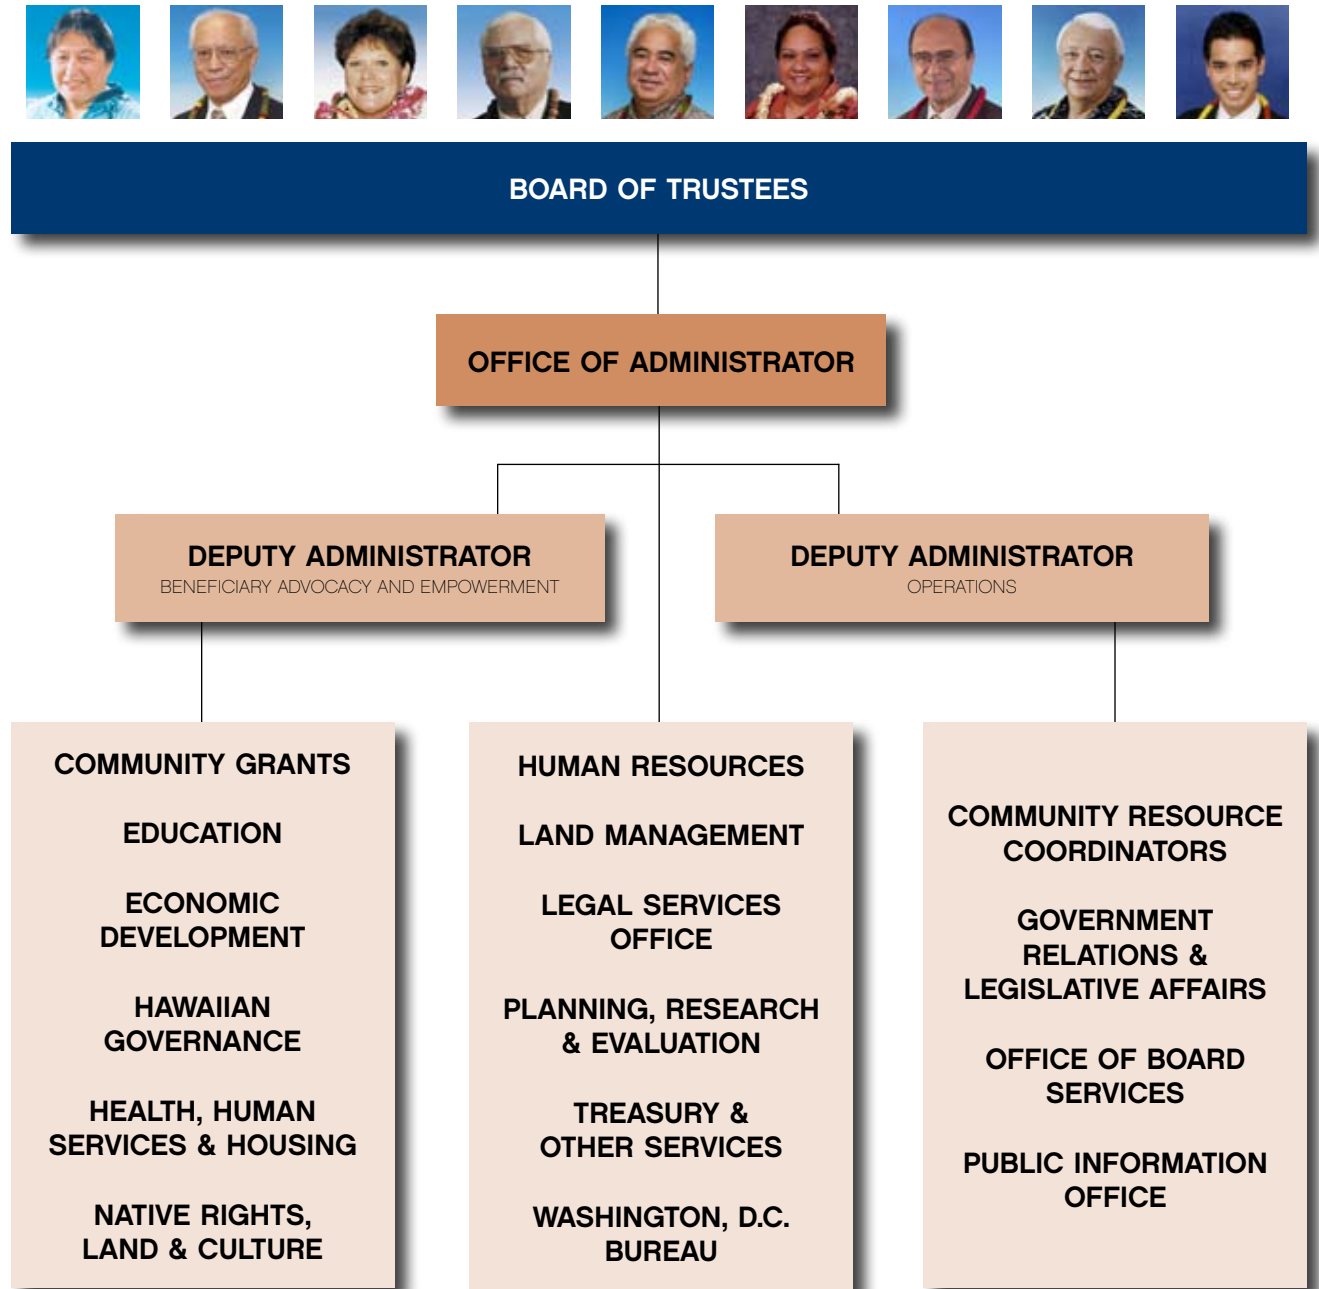 BOARD OF TRUSTEES
OFFICE OF ADMINISTRATOR
DEPUTY ADMINISTRATOR
BENEFICIARY ADVOCACY AND EMPOWERMENT
DEPUTY ADMINISTRATOR
OPERATIONS
COMMUNITY GRANTS
EDUCATION
ECONOMIC
DEVELOPMENT
HAWAIIAN
GOVERNANCE
HEALTH, HUMAN
SERVICES & HOUSING
NATIVE RIGHTS,
LAND & CULTURE
HUMAN RESOURCES
LAND MANAGEMENT
LEGAL SERVICES
OFFICE
PLANNING, RESEARCH
& EVALUATION
TREASURY &
OTHER SERVICES
WASHINGTON, D.C.
BUREAU
COMMUNITY RESOURCE
COORDINATORS
GOVERNMENT
RELATIONS &
LEGISLATIVE AFFAIRS
OFFICE OF BOARD
SERVICES
PUBLIC INFORMATION
OFFICE